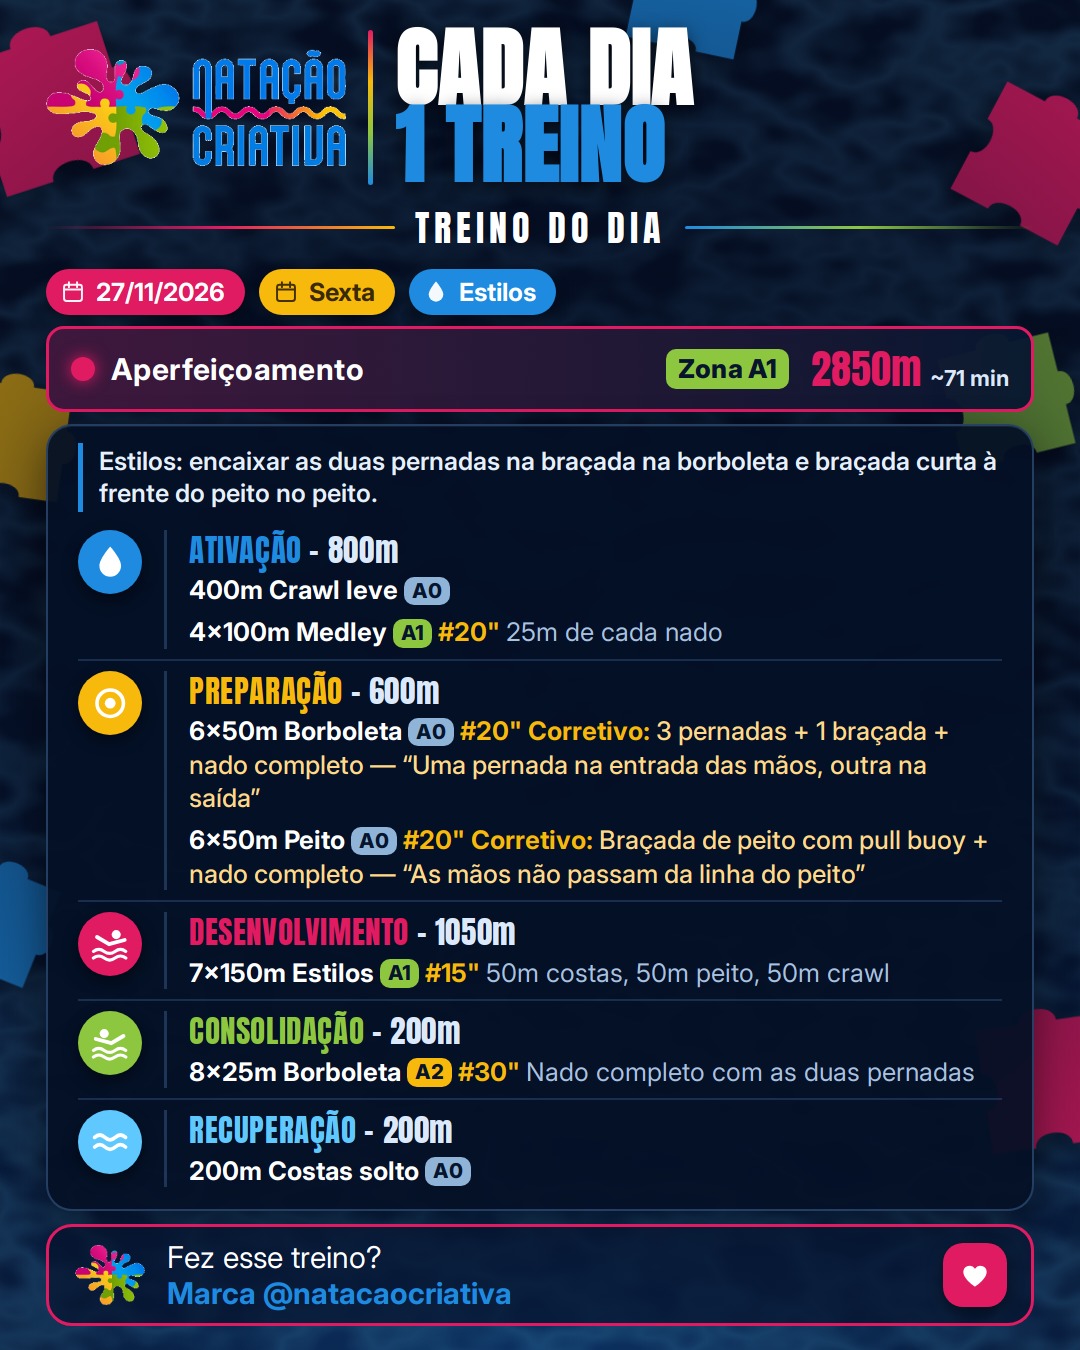 NATAÇÃO
CRIATIVA
CADA DIA
1 TREINO
TREINO DO DIA
27/11/2026
Sexta
Estilos
Aperfeiçoamento
Zona A1
2850m ~71 min
Estilos: encaixar as duas pernadas na braçada na borboleta e braçada curta à
frente do peito no peito.
ATIVAÇÃO - 800m
400m Crawl leve A0
4×100m Medley A1 #20" 25m de cada nado
PREPARAÇÃO - 600m
6×50m Borboleta A0 #20" Corretivo: 3 pernadas + 1 braçada +
nado completo — “Uma pernada na entrada das mãos, outra na
saída”
6×50m Peito A0 #20" Corretivo: Braçada de peito com pull buoy +
nado completo — “As mãos não passam da linha do peito”
DESENVOLVIMENTO - 1050m
7×150m Estilos A1 #15" 50m costas, 50m peito, 50m crawl
CONSOLIDAÇÃO - 200m
8×25m Borboleta A2 #30" Nado completo com as duas pernadas
RECUPERAÇÃO - 200m
200m Costas solto A0
Fez esse treino?
Marca @natacaocriativa